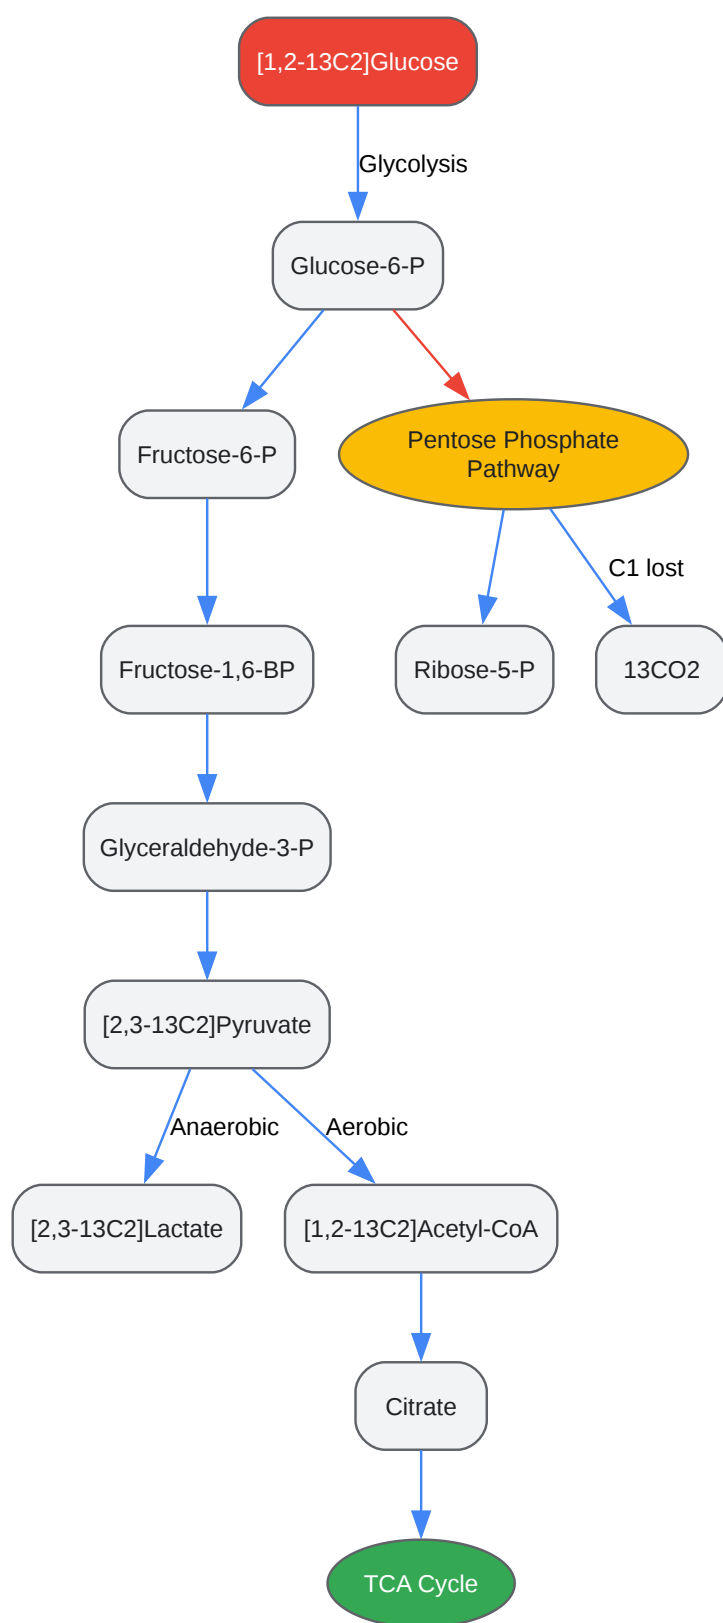 [1,2-13C2]Glucose
Glycolysis
Glucose-6-P
Fructose-6-P
Pentose Phosphate
Pathway
C1 lost
Fructose-1,6-BP
Ribose-5-P
13CO2
Glyceraldehyde-3-P
[2,3-13C2]Pyruvate
Anaerobic
Aerobic
[2,3-13C2]Lactate
[1,2-13C2]Acetyl-CoA
Citrate
TCA Cycle